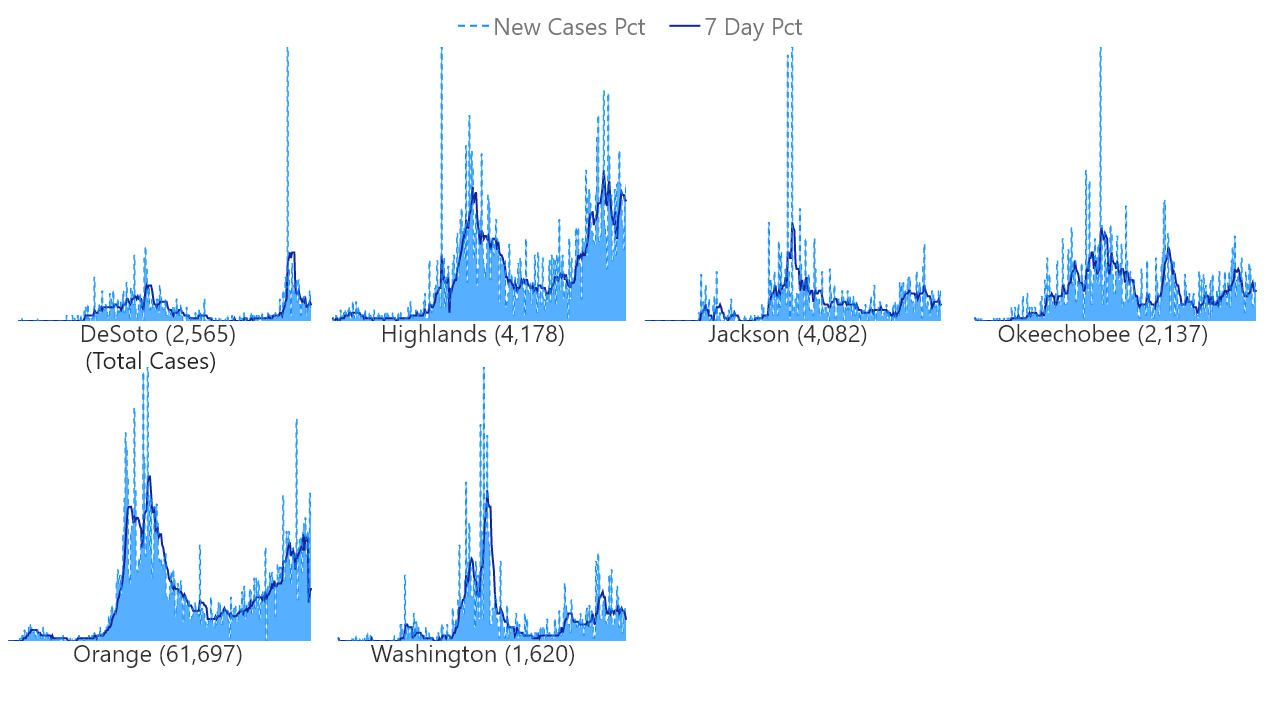 New Cases Pct 7 Day Pct
DeSoto (2,565) Highlands (4,178) Jackson (4,082) Okeechobee (2,137)
(Total Cases)
Orange (61,697) Washington (1,620)